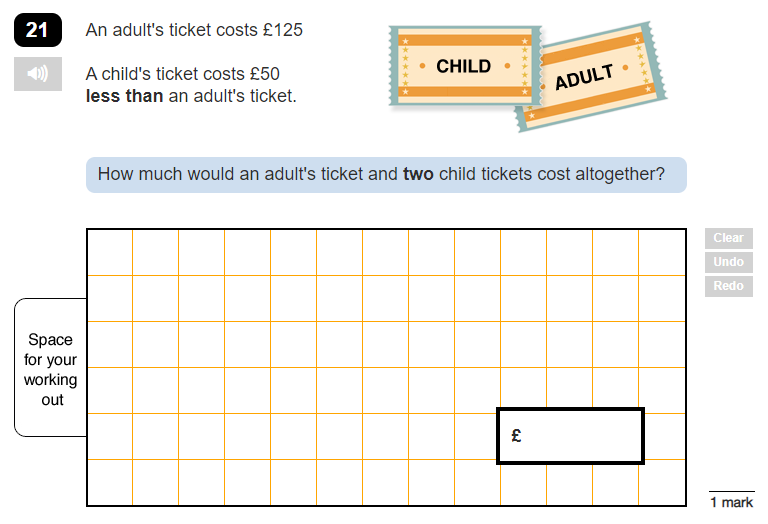 21
An adult's ticket costs £125
A child's ticket costs £50
less than an adult's ticket.
CHILD
ADULT
How much would an adult's ticket and two child tickets cost altogether?
Clear
Undo
Redo
Space
for your
working
out
£
1 mark